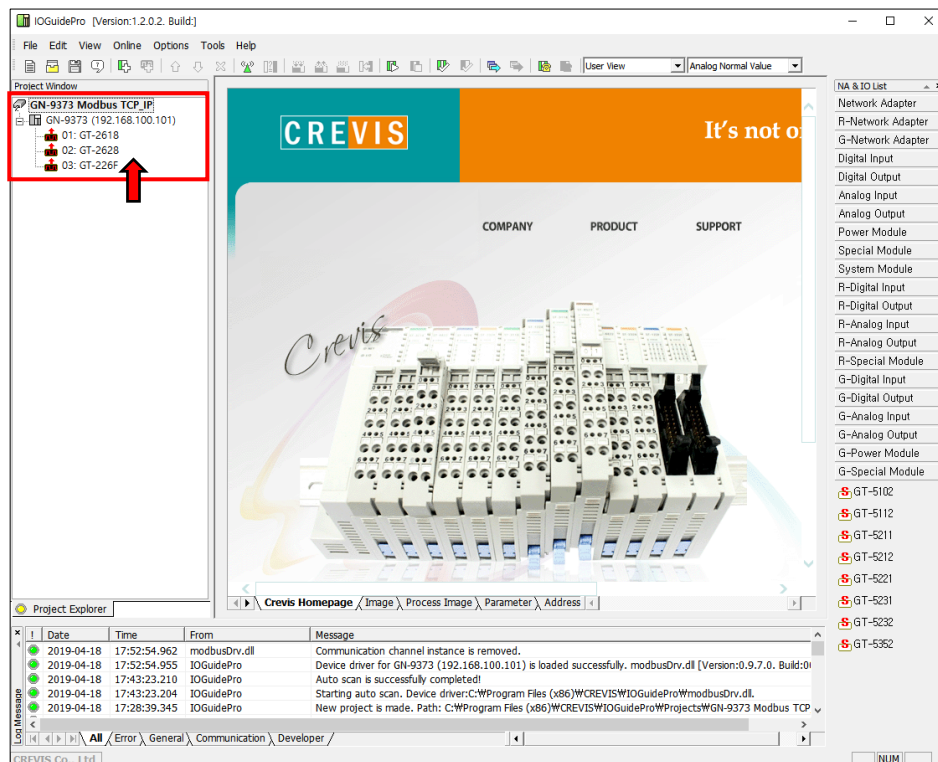 IOGuidePro [Version:1.2.0.2. Build:]
File Edit View Online Options Tools Help
User View Analog Normal Value
Project Window
GN-9373 Modbus TCP_IP
GN-9373 (192.168.100.101)
01: GT-2618
02: GT-2628
03: GT-226F
Project Explorer
CREVIS
It's not o
COMPANY PRODUCT SUPPORT
Crevis
Crevis Homepage Image Process Image Parameter Address
NA & IO List
Network Adapter
R-Network Adapter
G-Network Adapter
Digital Input
Digital Output
Analog Input
Analog Output
Power Module
Special Module
System Module
R-Digital Input
R-Digital Output
R-Analog Input
R-Analog Output
R-Special Module
G-Digital Input
G-Digital Output
G-Analog Input
G-Analog Output
G-Power Module
G-Special Module
GT-5102
GT-5112
GT-5211
GT-5212
GT-5221
GT-5231
GT-5232
GT-5352
Log Message
! Date Time From Message
2019-04-18 17:52:54.962 modbusDrv.dll Communication channel instance is removed.
2019-04-18 17:52:54.955 IOGuidePro Device driver for GN-9373 (192.168.100.101) is loaded successfully. modbusDrv.dll [Version:0.9.7.0. Build:0
2019-04-18 17:43:23.210 IOGuidePro Auto scan is successfully completed!
2019-04-18 17:43:23.204 IOGuidePro Starting auto scan. Device driver:C:₩Program Files (x86)₩CREVIS₩IOGuidePro₩modbusDrv.dll.
2019-04-18 17:28:39.345 IOGuidePro New project is made. Path: C:₩Program Files (x86)₩CREVIS₩IOGuidePro₩Projects₩GN-9373 Modbus TCP
All Error General Communication Developer
CREVIS Co., Ltd NUM